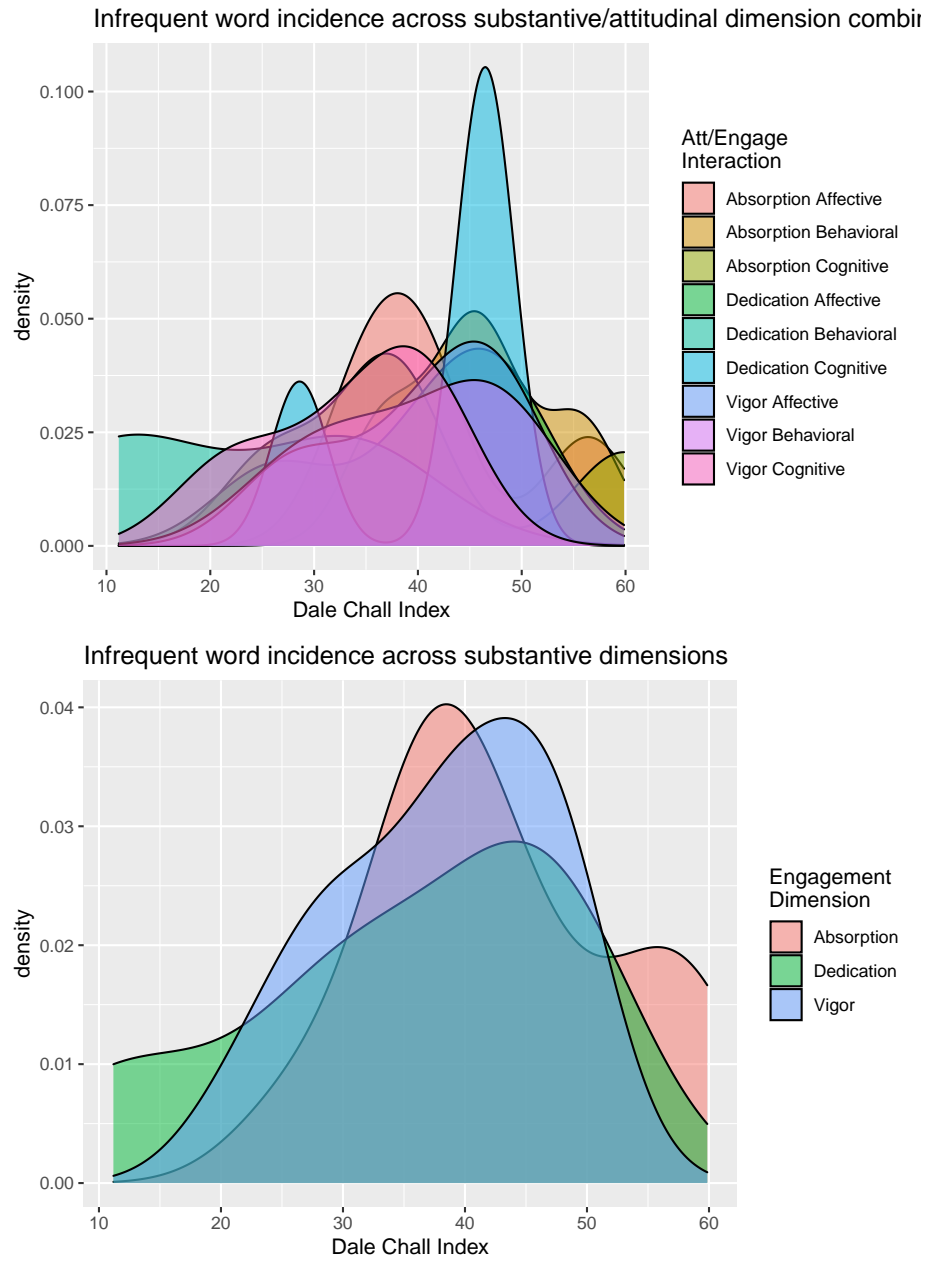 Infrequent word incidence across substantive/attitudinal dimension combi
0.100
0.075
0.050
0.025
0.000
density
10 20 30 40 50 60
Dale Chall Index
Att/Engage
Interaction
Absorption Affective
Absorption Behavioral
Absorption Cognitive
Dedication Affective
Dedication Behavioral
Dedication Cognitive
Vigor Affective
Vigor Behavioral
Vigor Cognitive
Infrequent word incidence across substantive dimensions
0.04
0.03
0.02
0.01
0.00
density
10 20 30 40 50 60
Dale Chall Index
Engagement
Dimension
Absorption
Dedication
Vigor